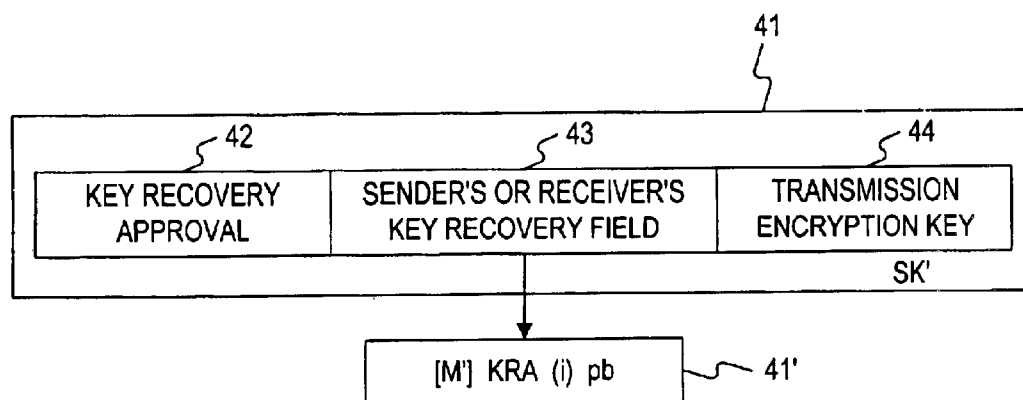 41
42
43
44
KEY RECOVERY APPROVAL
SENDER'S OR RECEIVER'S KEY RECOVERY FIELD
TRANSMISSION ENCRYPTION KEY
SK'
[M'] KRA (i) pb
41'